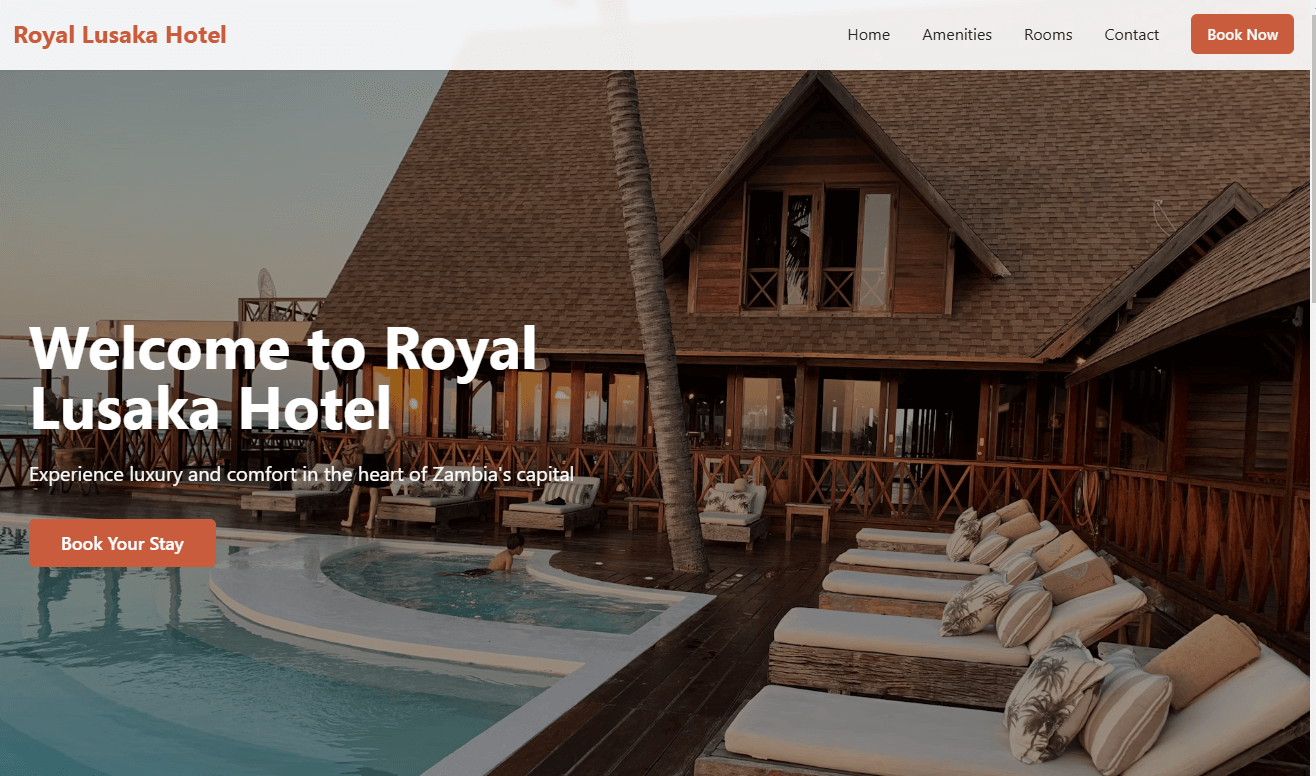 Royal Lusaka Hotel
Home Amenities Rooms Contact Book Now
Welcome to Royal
Lusaka Hotel
Experience luxury and comfort in the heart of Zambia's capital
Book Your Stay